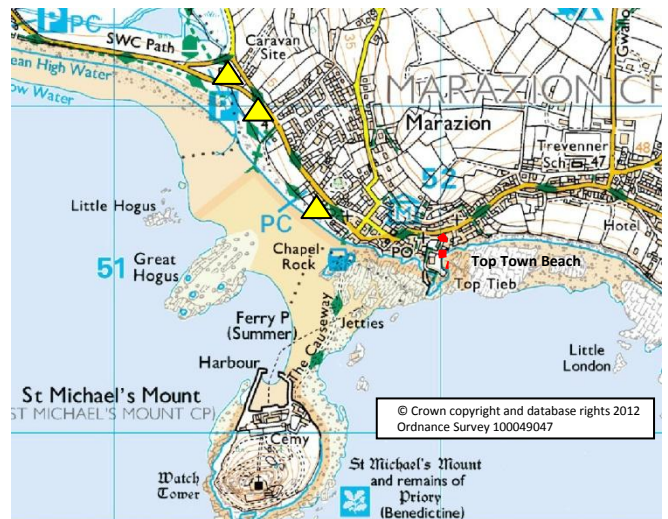 P PC
SWC Path
Caravan
Site
ean High Water
ow Water
P
35
Gwallo
MARAZION CP
Marazion
Trevenner
Sch
47
48
52
M
Hotel
Little Hogus
PC
51
Great
Hogus
Chapel
Rock
PO
Top Town Beach
Top Tieb
Ferry P
(Summer)
The Causeway
Jetties
Harbour
Little
London
St Michael's Mount
ST MICHAEL'S MOUNT CP)
© Crown copyright and database rights 2012
Ordnance Survey 100049047
Cemy
Watch
Tower
St Michael's Mount
and remains of
Priory
(Benedictine)